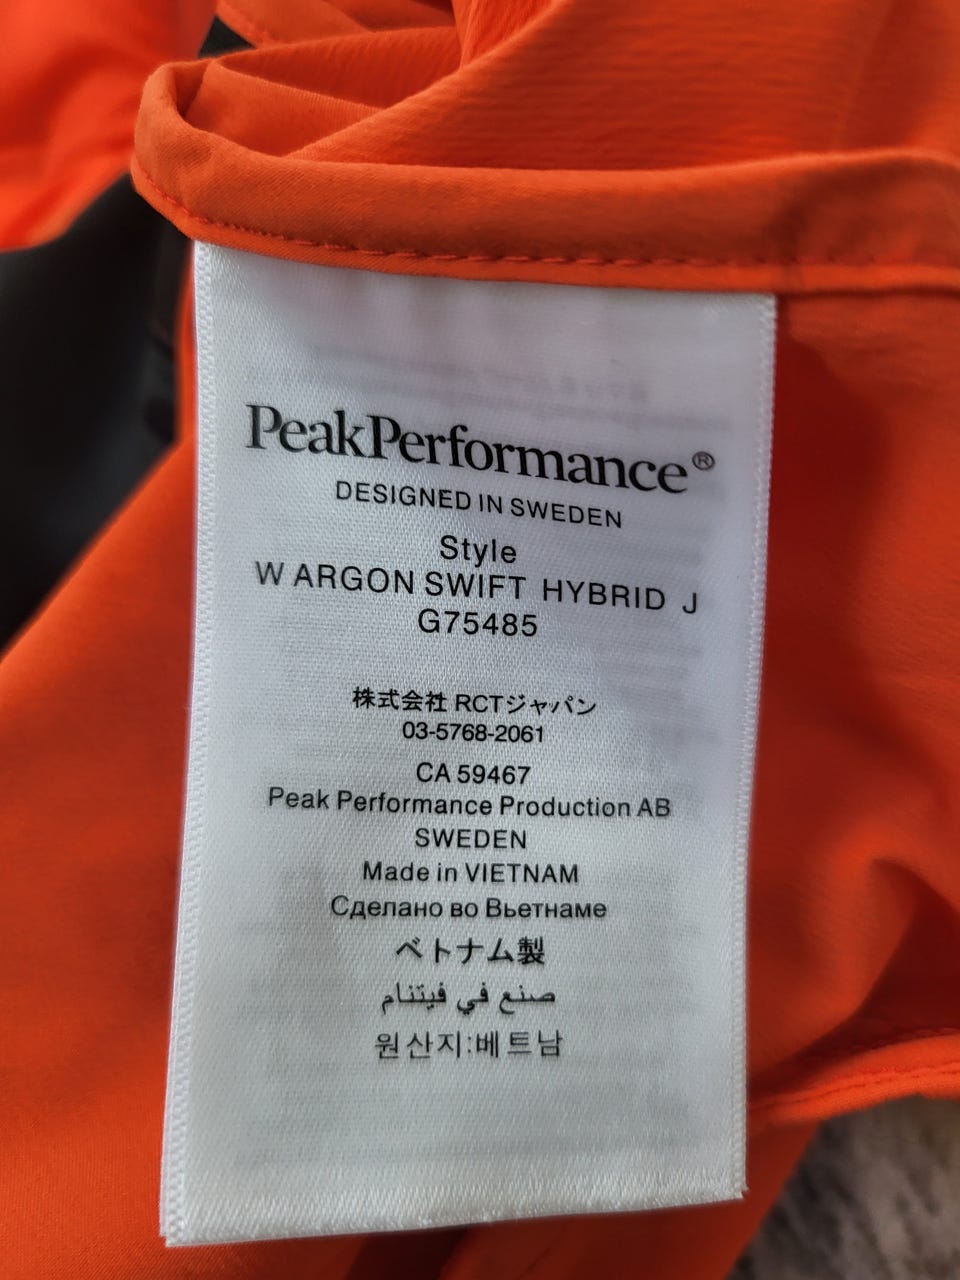 PeakPerformance®
DESIGNED IN SWEDEN
Style
W ARGON SWIFT HYBRID J
G75485
株式会社 RCTジャパン
03-5768-2061
CA 59467
Peak Performance Production AB
SWEDEN
Made in VIETNAM
Сделано во Вьетнаме
ベトナム製
صنع في فيتنام
원산지:베트남